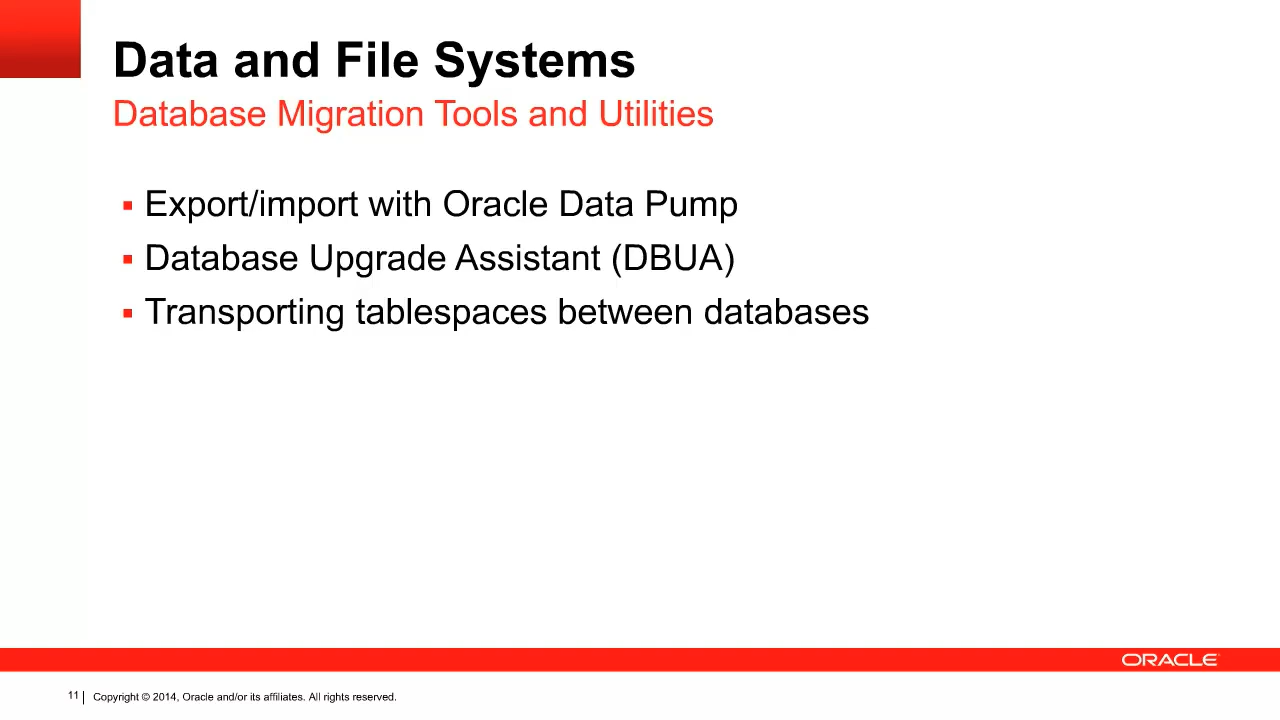 Data and File Systems
Database Migration Tools and Utilities
Export/import with Oracle Data Pump
Database Upgrade Assistant (DBUA)
Transporting tablespaces between databases
ORACLE
11 Copyright © 2014, Oracle and/or its affiliates. All rights reserved.